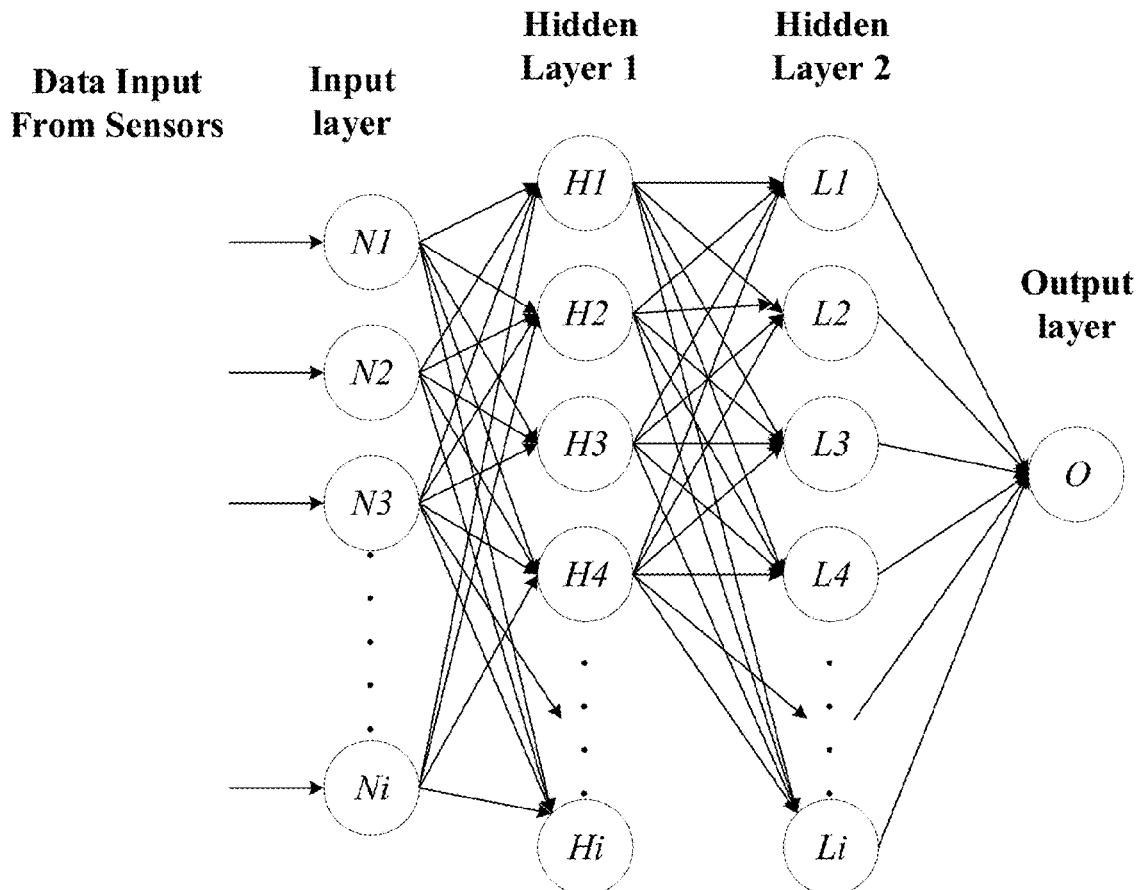 Hidden
Layer 1
Hidden
Layer 2
Data Input
From Sensors
Input
layer
Output
layer
N1
N2
N3
Ni
H1
H2
H3
H4
Hi
L1
L2
L3
L4
Li
O